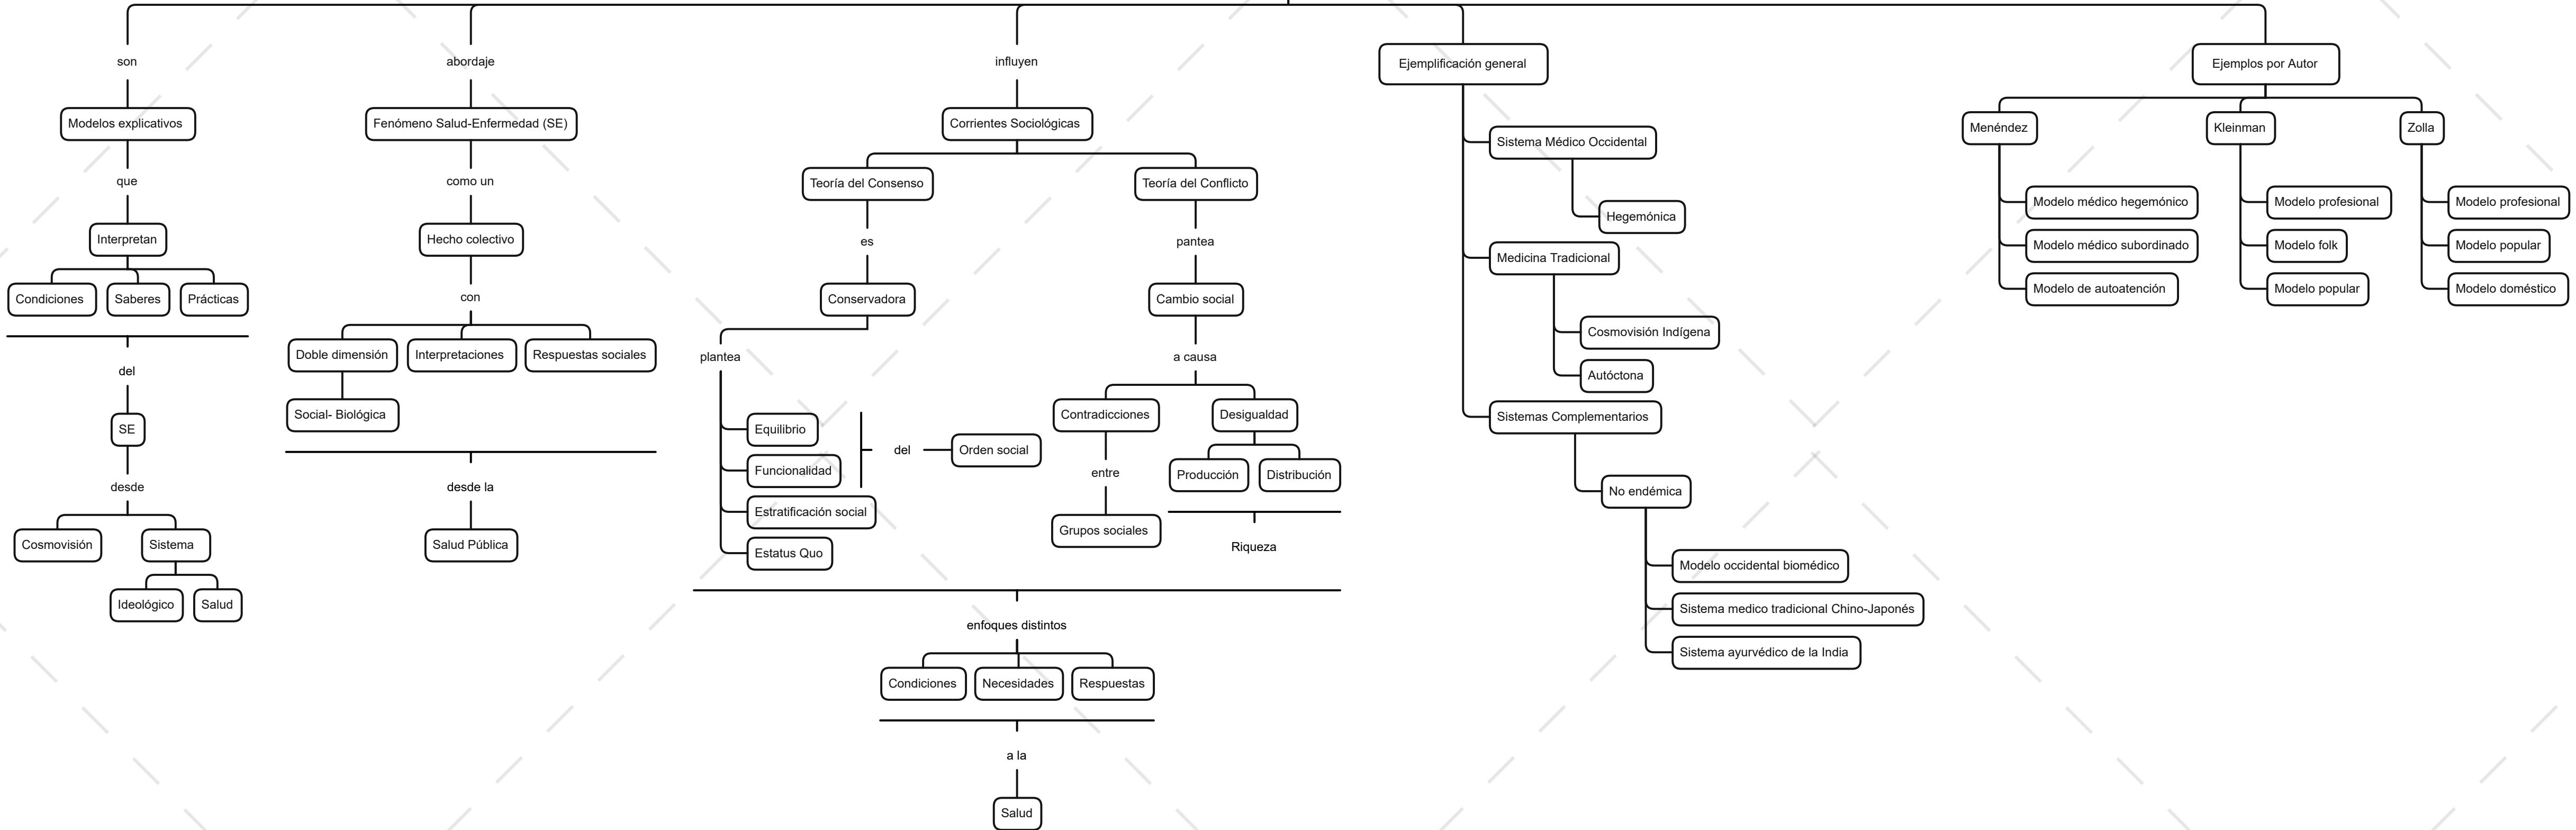 son
Modelos explicativos
que
Interpretan
Condiciones
Saberes
Prácticas
del
SE
desde
Cosmovisión
Sistema
Ideológico
Salud
abordaje
Fenómeno Salud-Enfermedad (SE)
como un
Hecho colectivo
con
Doble dimensión
Interpretaciones
Respuestas sociales
Social- Biológica
desde la
Salud Pública
influyen
Corrientes Sociológicas
Teoría del Consenso
es
Conservadora
plantea
Equilibrio
Funcionalidad
Estratificación social
Estatus Quo
del
Orden social
Teoría del Conflicto
pantea
Cambio social
a causa
Contradicciones
entre
Grupos sociales
Desigualdad
Producción
Distribución
Riqueza
enfoques distintos
Condiciones
Necesidades
Respuestas
a la
Salud
Ejemplificación general
Sistema Médico Occidental
Hegemónica
Medicina Tradicional
Cosmovisión Indígena
Autóctona
Sistemas Complementarios
No endémica
Modelo occidental biomédico
Sistema medico tradicional Chino-Japonés
Sistema ayurvédico de la India
Ejemplos por Autor
Menéndez
Modelo médico hegemónico
Modelo médico subordinado
Modelo de autoatención
Kleinman
Modelo profesional
Modelo folk
Modelo popular
Zolla
Modelo profesional
Modelo popular
Modelo doméstico